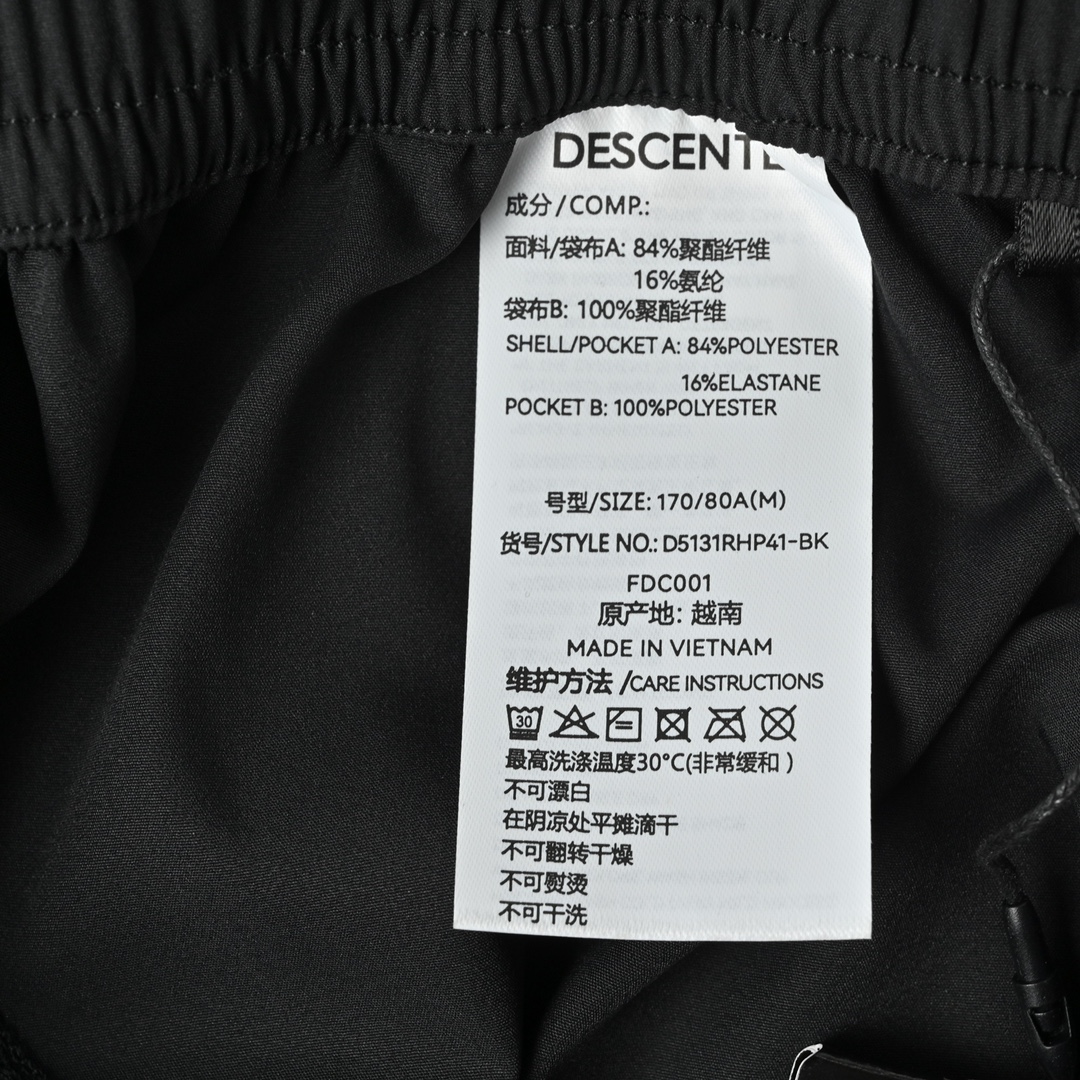 DESCENTE
成分/COMP.:
面料/袋布A: 84%聚酯纤维
16%氨纶
袋布B: 100%聚酯纤维
SHELL/POCKET A: 84%POLYESTER
16%ELASTANE
POCKET B: 100%POLYESTER
号型/SIZE: 170/80A(M)
货号/STYLE NO.: D5131RHP41-BK
FDC001
原产地: 越南
MADE IN VIETNAM
维护方法 /CARE INSTRUCTIONS
30
最高洗涤温度30°C(非常缓和 )
不可漂白
在阴凉处平摊滴干
不可翻转干燥
不可熨烫
不可干洗